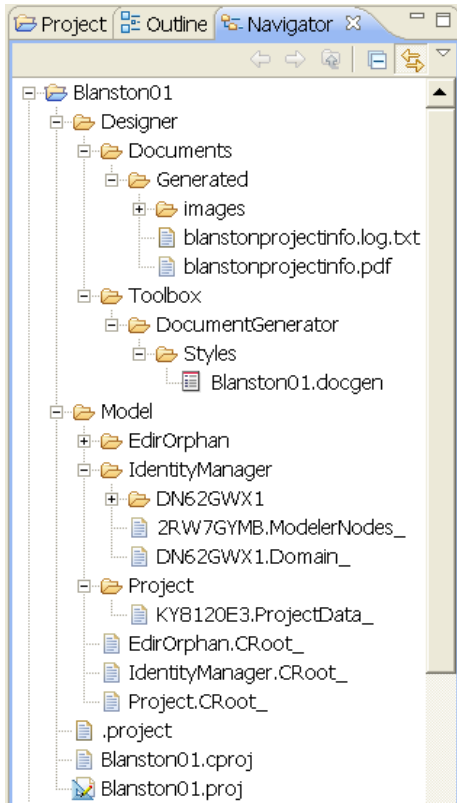 Project Outline Navigator
Blanston01
Designer
Documents
Generated
images
blanstonprojectinfo.log.txt
blanstonprojectinfo.pdf
Toolbox
DocumentGenerator
Styles
Blanston01.docgen
Model
EdirOrphan
IdentityManager
DN62GWX1
2RW7GYMB.ModelerNodes_
DN62GWX1.Domain_
Project
KY8120E3.ProjectData_
EdirOrphan.CRoot_
IdentityManager.CRoot_
Project.CRoot_
.project
Blanston01.cproj
Blanston01.proj